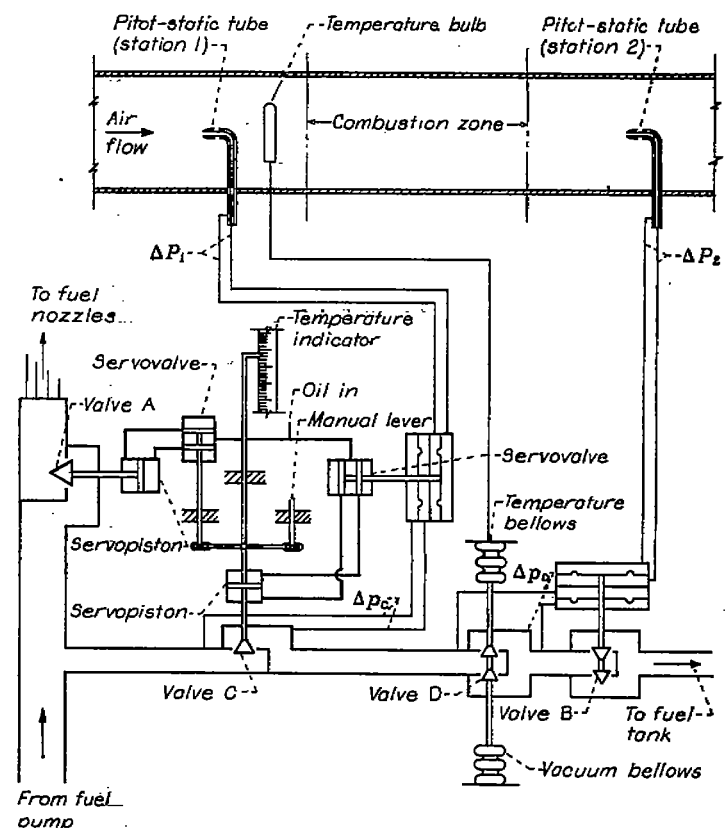 Pitot-static tube
(station 1)
Temperature bulb
Pitot-static tube
(station 2)
Air
flow
Combustion zone
ΔP₁
ΔP₂
To fuel
nozzles
Temperature
indicator
Servovalve
Oil in
Valve A
Manual lever
Servovalve
Temperature
bellows
Servopiston
Servopiston
Δp_C
Δp_D
Valve C
Valve D
Valve B
To fuel
tank
Vacuum bellows
From fuel
pump